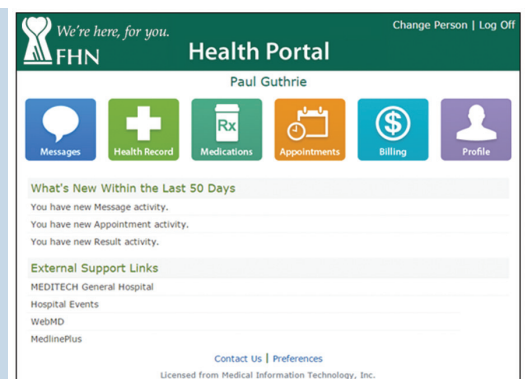 We're here, for you.
FHN
Change Person | Log Off
Health Portal
Paul Guthrie
Messages
Health Record
Rx
Medications
Appointments
$
Billing
Profile
What's New Within the Last 50 Days
You have new Message activity.
You have new Appointment activity.
You have new Result activity.
External Support Links
MEDITECH General Hospital
Hospital Events
WebMD
MedlinePlus
Contact Us | Preferences
Licensed from Medical Information Technology, Inc.